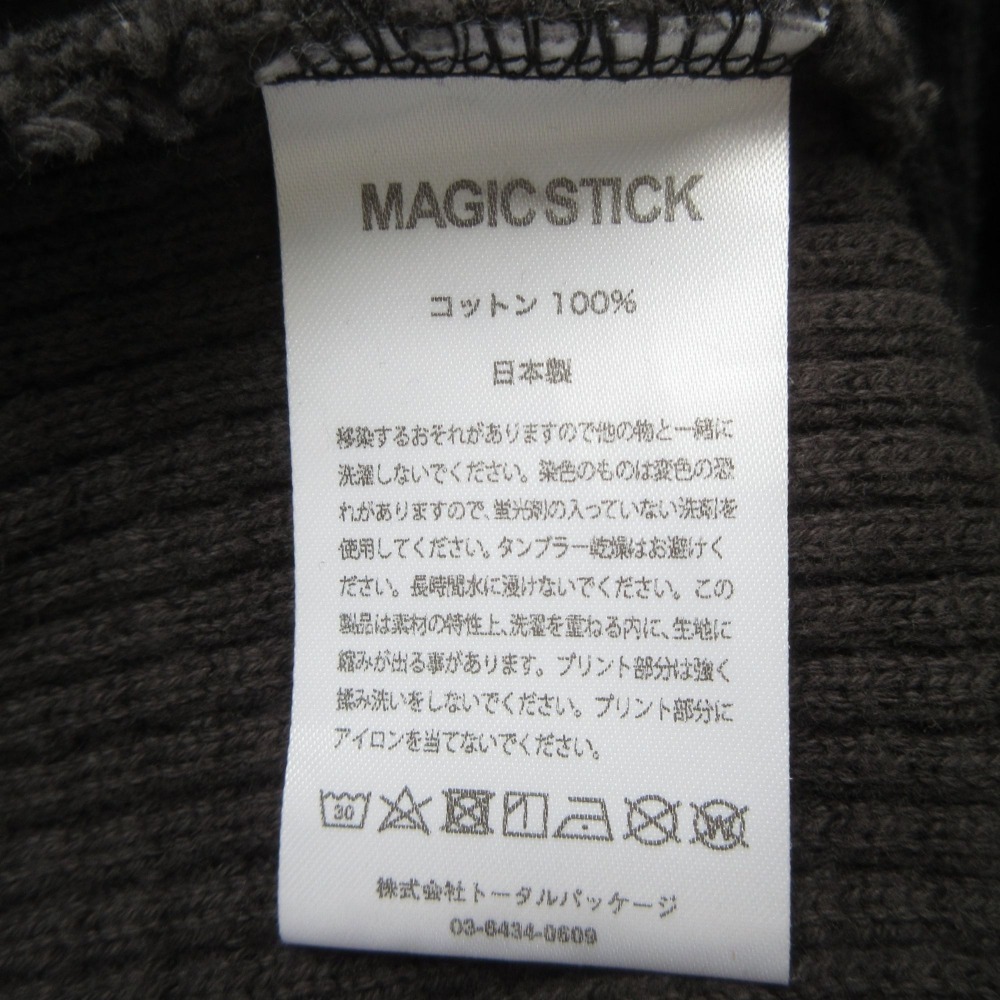 MAGIC STICK
コットン 100%
日本製
移染するおそれがありますので他の物と一緒に
洗濯しないでください。染色のものは変色の恐
れがありますので、蛍光剤の入っていない洗剤を
使用してください。タンブラー乾燥はお避けく
ださい。長時間水に浸けないでください。この
製品は素材の特性上、洗濯を重ねる内に、生地に
縮みが出る事があります。プリント部分は強く
揉み洗いをしないでください。プリント部分に
アイロンを当てないでください。
30 W
株式会社トータルパッケージ
03-6434-0609